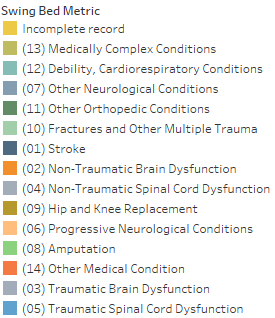 Swing Bed Metric
Incomplete record
(13) Medically Complex Conditions
(12) Debility, Cardiorespiratory Conditions
(07) Other Neurological Conditions
(11) Other Orthopedic Conditions
(10) Fractures and Other Multiple Trauma
(01) Stroke
(02) Non-Traumatic Brain Dysfunction
(04) Non-Traumatic Spinal Cord Dysfunction
(09) Hip and Knee Replacement
(06) Progressive Neurological Conditions
(08) Amputation
(14) Other Medical Condition
(03) Traumatic Brain Dysfunction
(05) Traumatic Spinal Cord Dysfunction